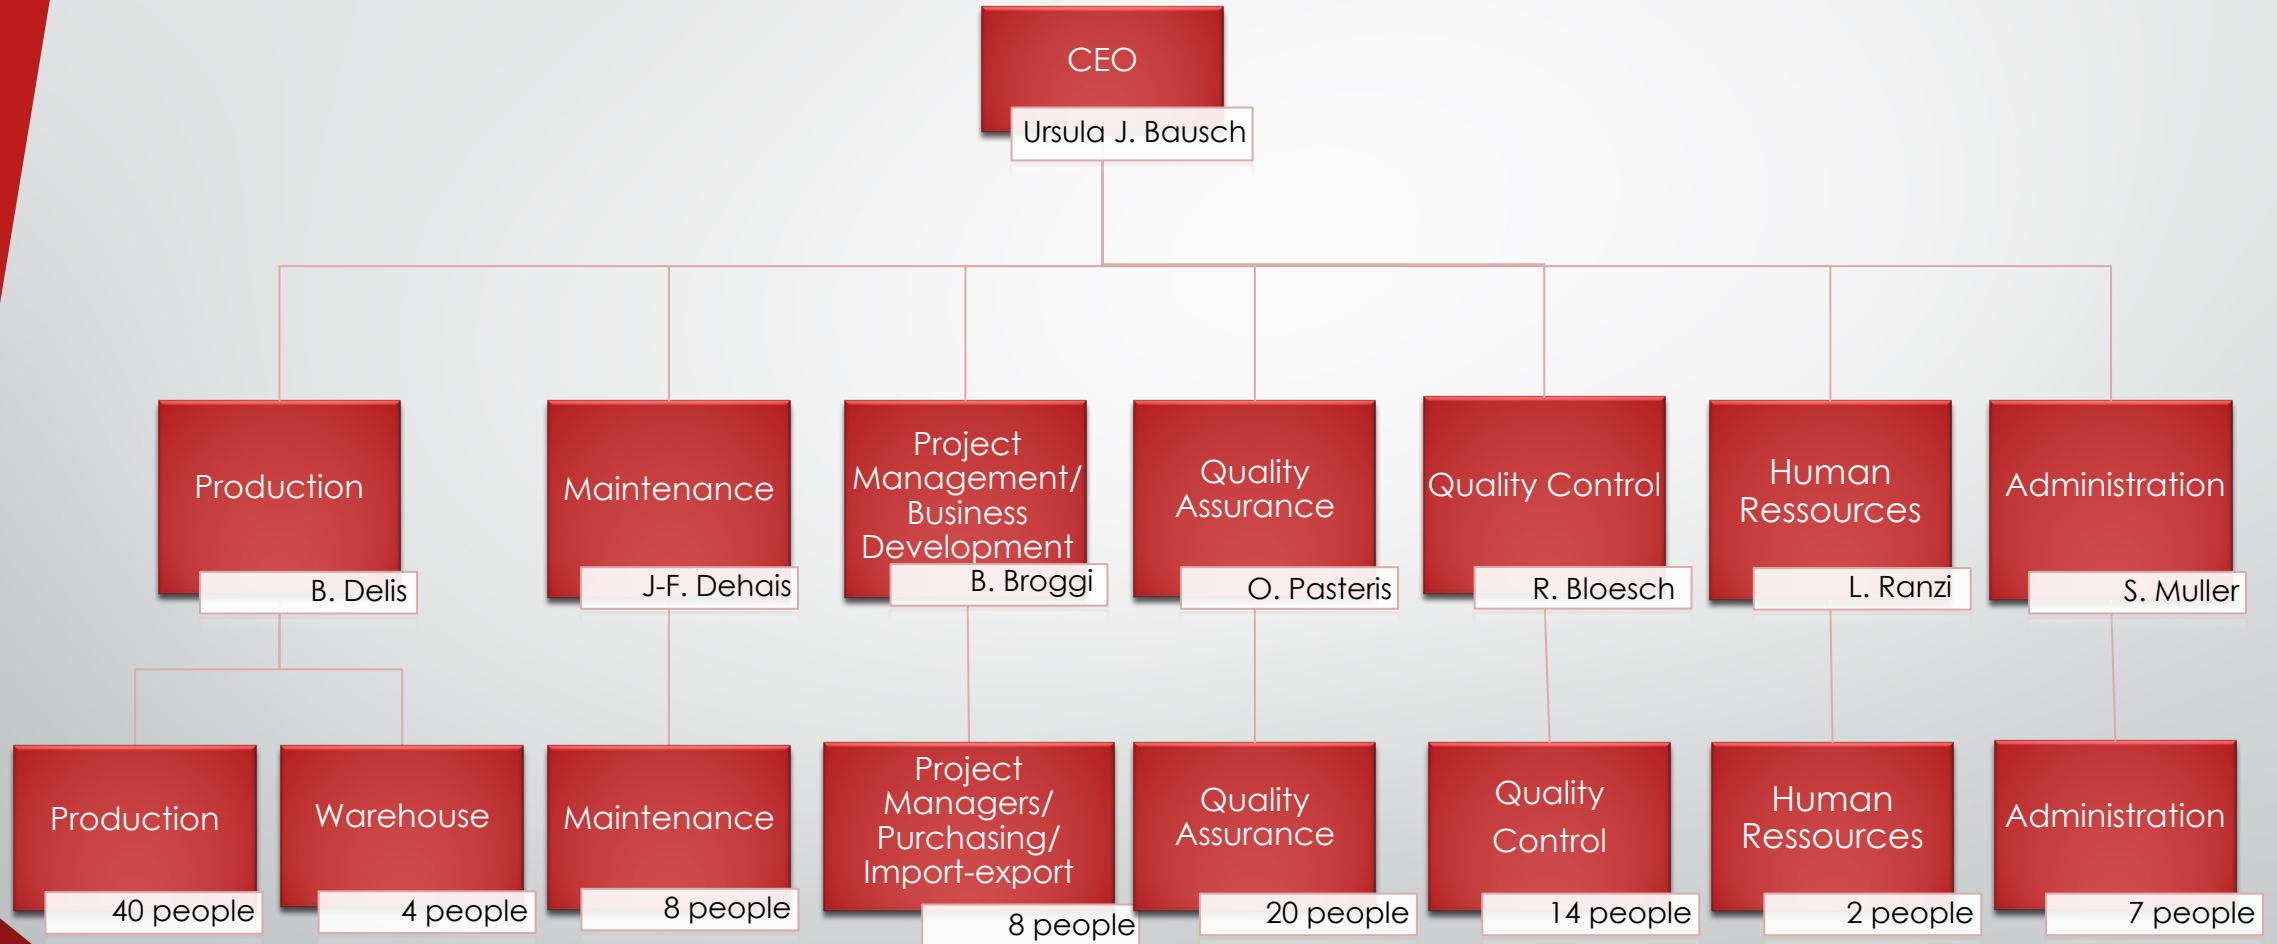 CEO
Ursula J. Bausch
Production
B. Delis
Maintenance
J-F. Dehais
Project
Management/
Business
Development
B. Broggi
Quality
Assurance
O. Pasteris
Quality Control
R. Bloesch
Human
Ressources
L. Ranzi
Administration
S. Muller
Production
40 people
Warehouse
4 people
Maintenance
8 people
Project
Managers/
Purchasing/
Import-export
8 people
Quality
Assurance
20 people
Quality
Control
14 people
Human
Ressources
2 people
Administration
7 people